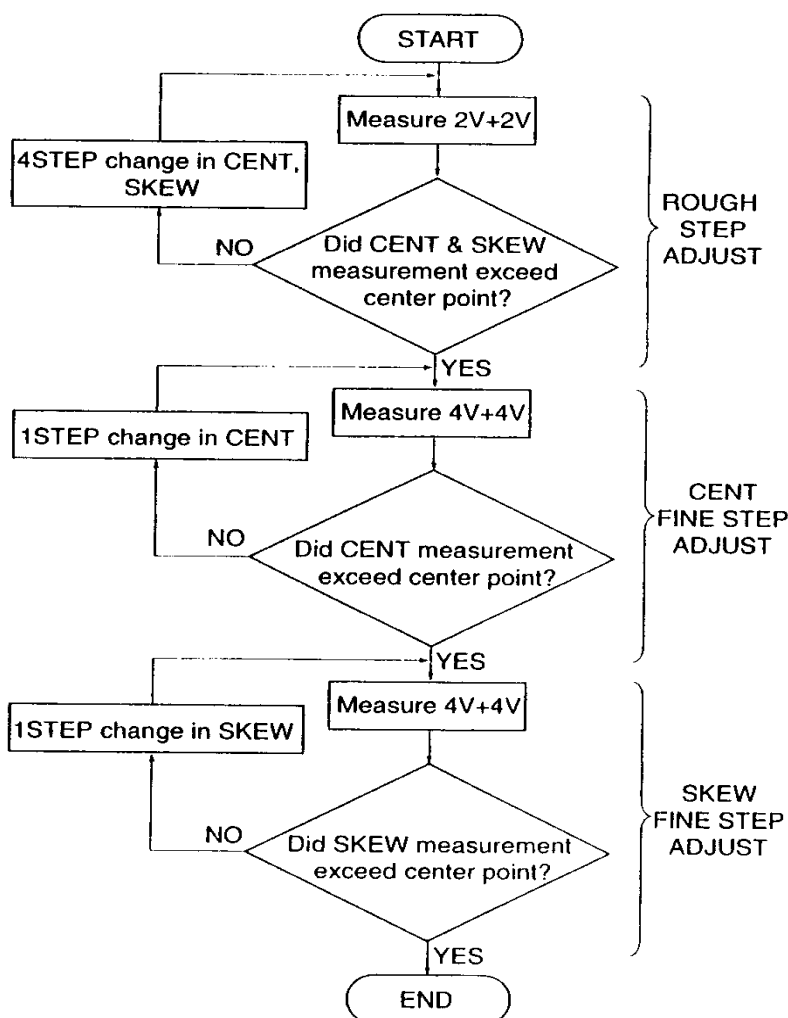 START
Measure 2V+2V
4STEP change in CENT,
SKEW
ROUGH
STEP
ADJUST
NO
Did CENT & SKEW
measurement exceed
center point?
YES
Measure 4V+4V
1STEP change in CENT
CENT
FINE STEP
ADJUST
NO
Did CENT measurement
exceed center point?
YES
Measure 4V+4V
1STEP change in SKEW
SKEW
FINE STEP
ADJUST
NO
Did SKEW measurement
exceed center point?
YES
END